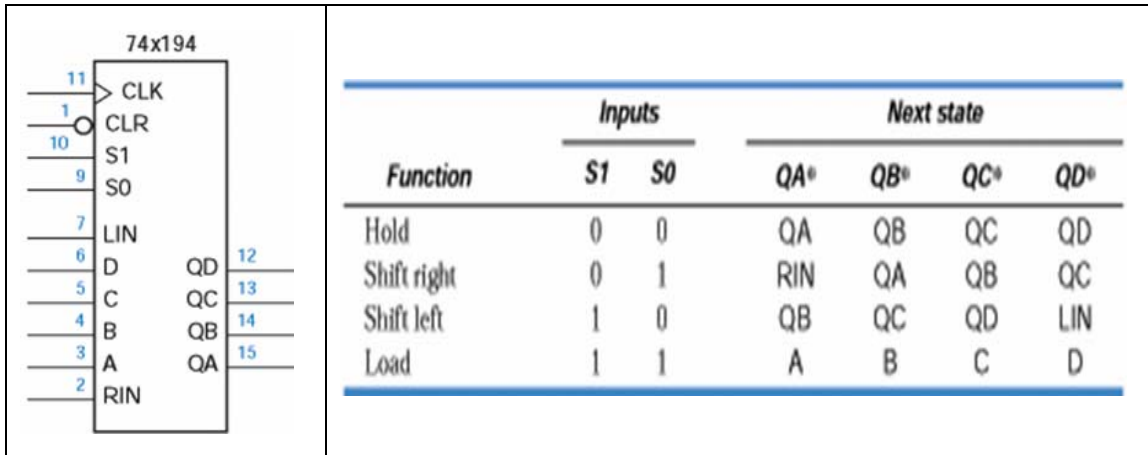 74x194
11 CLK
1 CLR
10 S1
9 S0
7 LIN
6 D QD 12
5 C QC 13
4 B QB 14
3 A QA 15
2 RIN
Inputs Next state
Function S1 S0 QA* QB* QC* QD*
Hold 0 0 QA QB QC QD
Shift right 0 1 RIN QA QB QC
Shift left 1 0 QB QC QD LIN
Load 1 1 A B C D